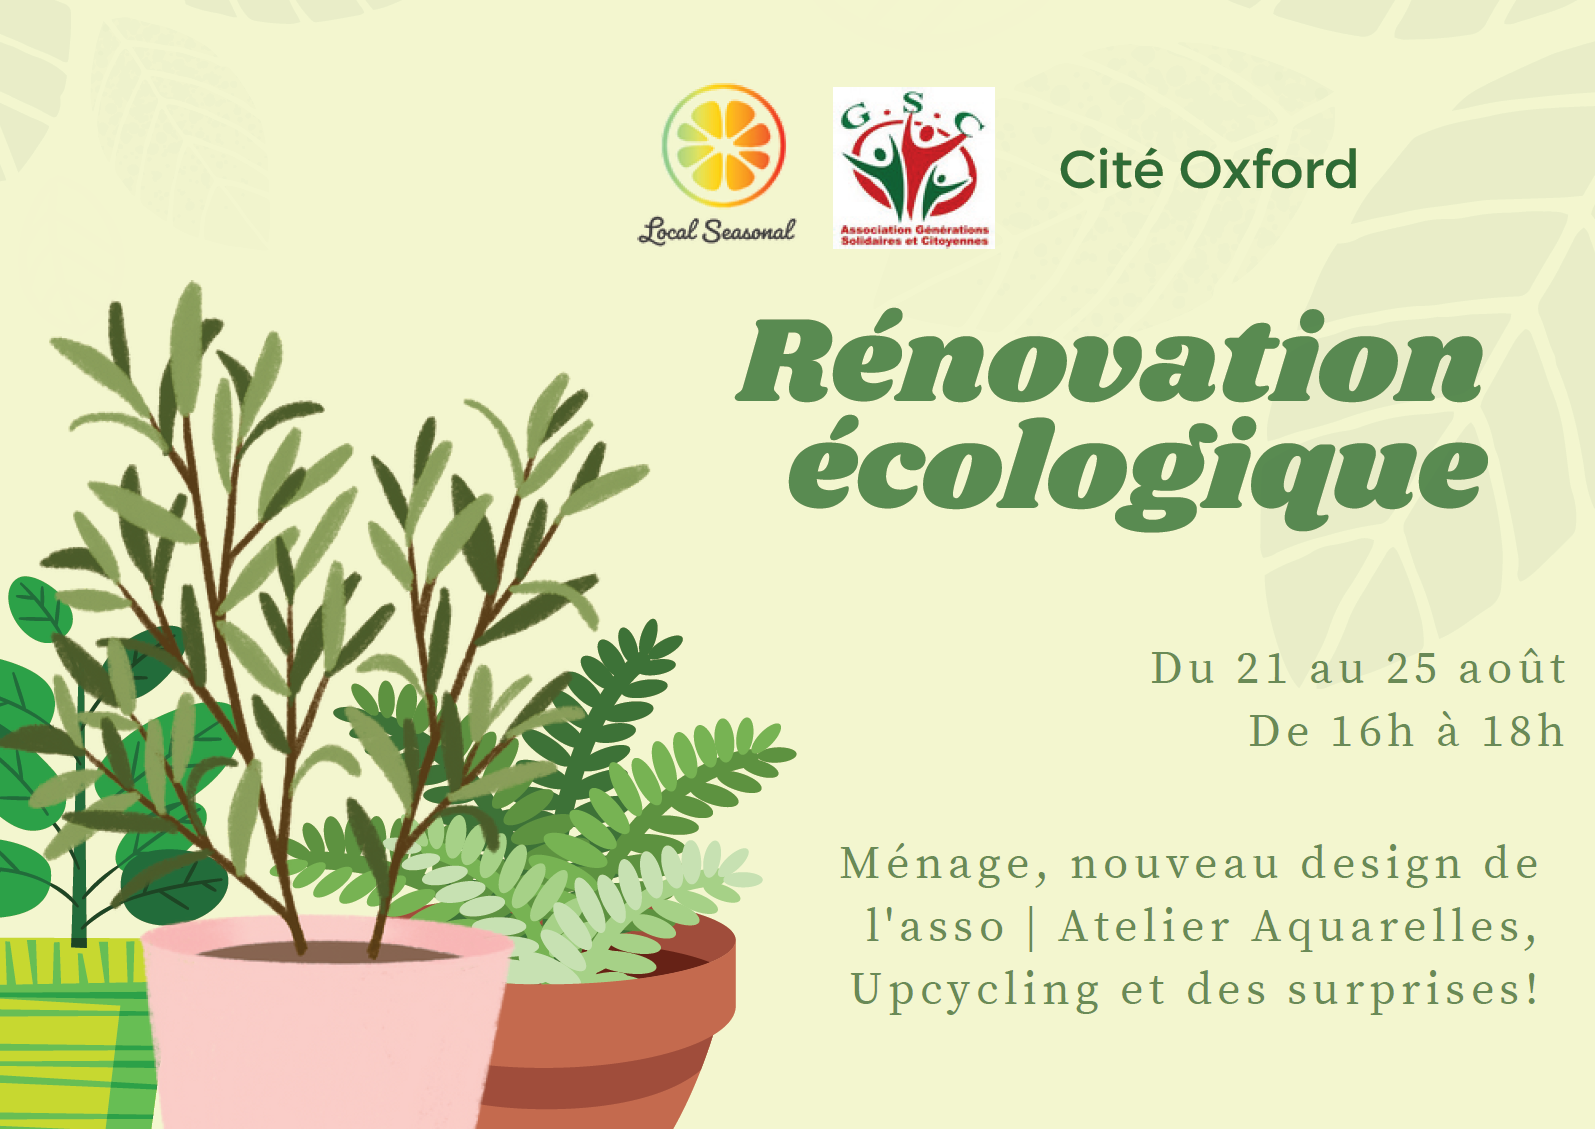 Local Seasonal
G.S.C
Association Générations
Solidaires et Citoyennes
Cité Oxford
Rénovation
écologique
Du 21 au 25 août
De 16h à 18h
Ménage, nouveau design de
l'asso | Atelier Aquarelles,
Upcycling et des surprises!